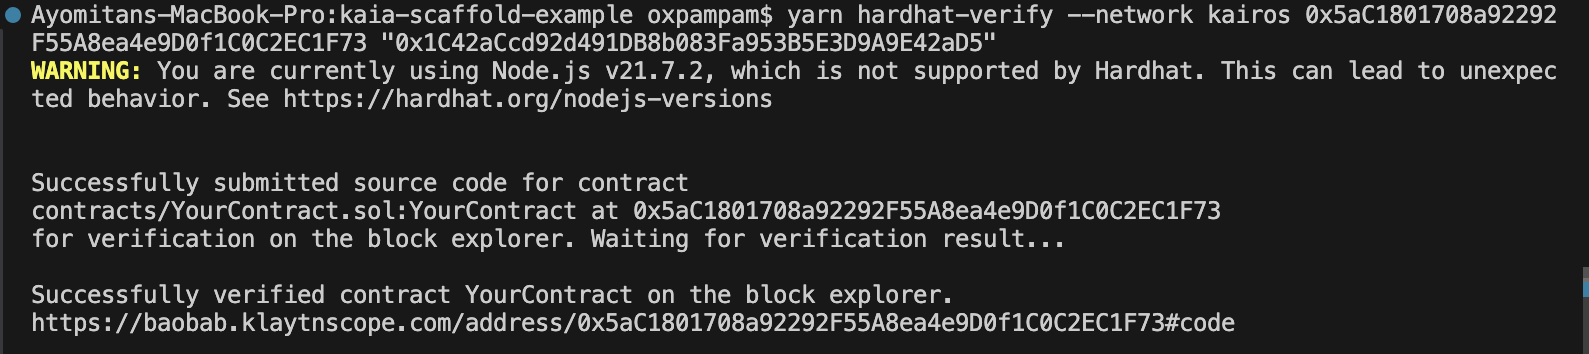 Ayomitans-MacBook-Pro:kaia-scaffold-example oxpampam$ yarn hardhat-verify --network kairos 0x5aC1801708a92292
F55A8ea4e9D0f1C0C2EC1F73 "0x1C42aCcd92d491DB8b083Fa953B5E3D9A9E42aD5"
WARNING: You are currently using Node.js v21.7.2, which is not supported by Hardhat. This can lead to unexpec
ted behavior. See https://hardhat.org/nodejs-versions
Successfully submitted source code for contract
contracts/YourContract.sol:YourContract at 0x5aC1801708a92292F55A8ea4e9D0f1C0C2EC1F73
for verification on the block explorer. Waiting for verification result...
Successfully verified contract YourContract on the block explorer.
https://baobab.klaytnscope.com/address/0x5aC1801708a92292F55A8ea4e9D0f1C0C2EC1F73#code